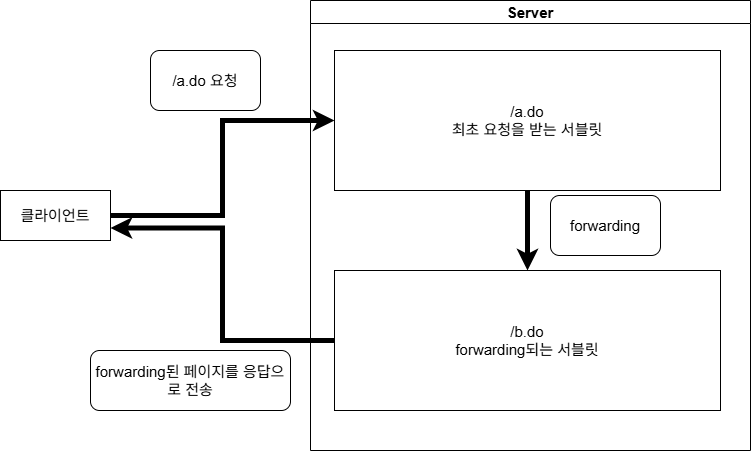 Server
/a.do 요청
/a.do
최초 요청을 받는 서블릿
클라이언트
forwarding
/b.do
forwarding되는 서블릿
forwarding된 페이지를 응답으
로 전송